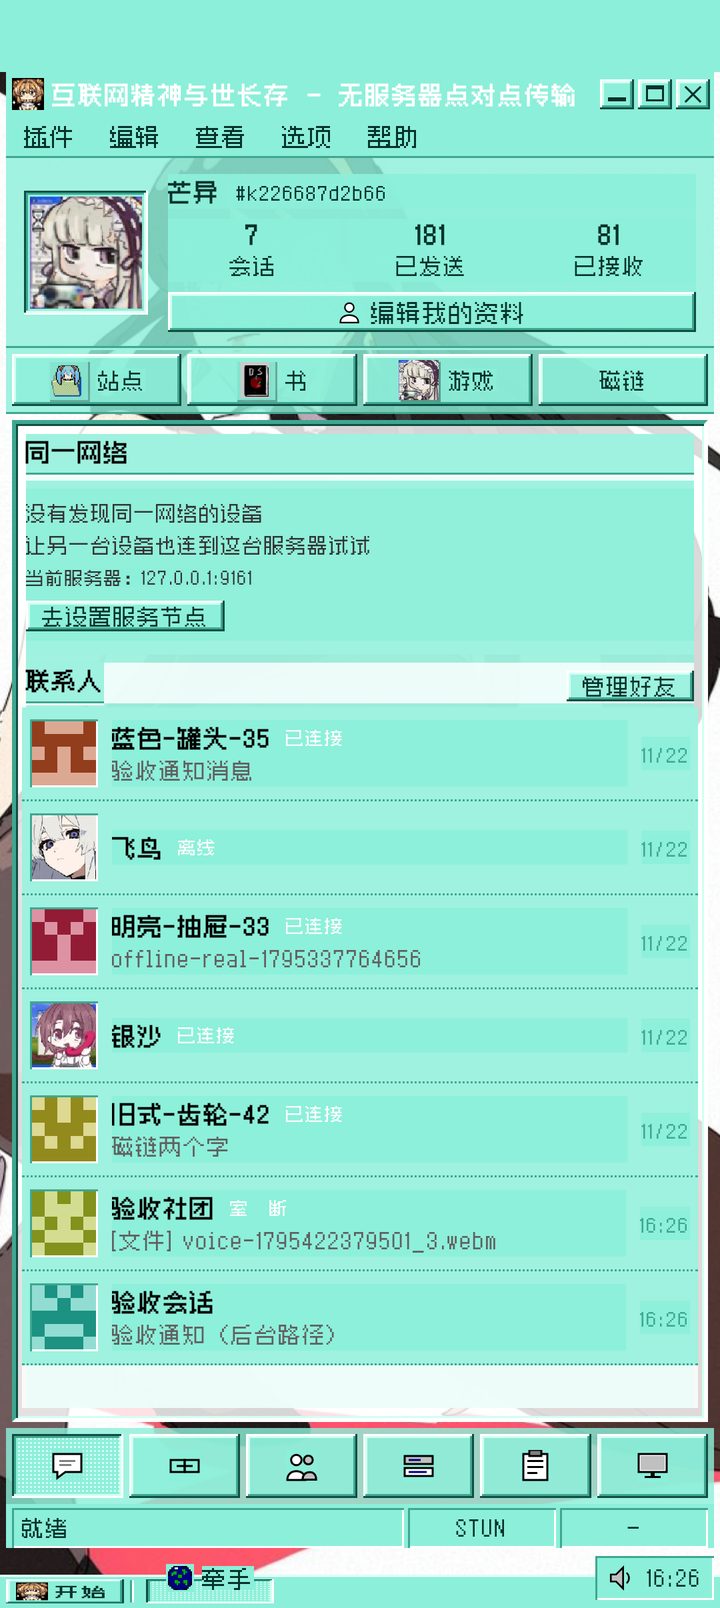 互联网精神与世长存 - 无服务器点对点传输
插件 编辑 查看 选项 帮助
芒异 #k226687d2b66
7 181 81
会话 已发送 已接收
编辑我的资料
站点 书 游戏 磁链
同一网络
没有发现同一网络的设备
让另一台设备也连到这台服务器试试
当前服务器：127.0.0.1:9161
去设置服务节点
联系人 管理好友
蓝色-罐头-35 已连接
验收通知消息 11/22
飞鸟 离线 11/22
明亮-抽屉-33 已连接
offline-real-1795337764656 11/22
银沙 已连接 11/22
旧式-齿轮-42 已连接
磁链两个字 11/22
验收社团 室 断
[文件] voice-1795422379501_3.webm 16:26
验收会话
验收通知（后台路径） 16:26
就绪 STUN -
开始 牵手 16:26